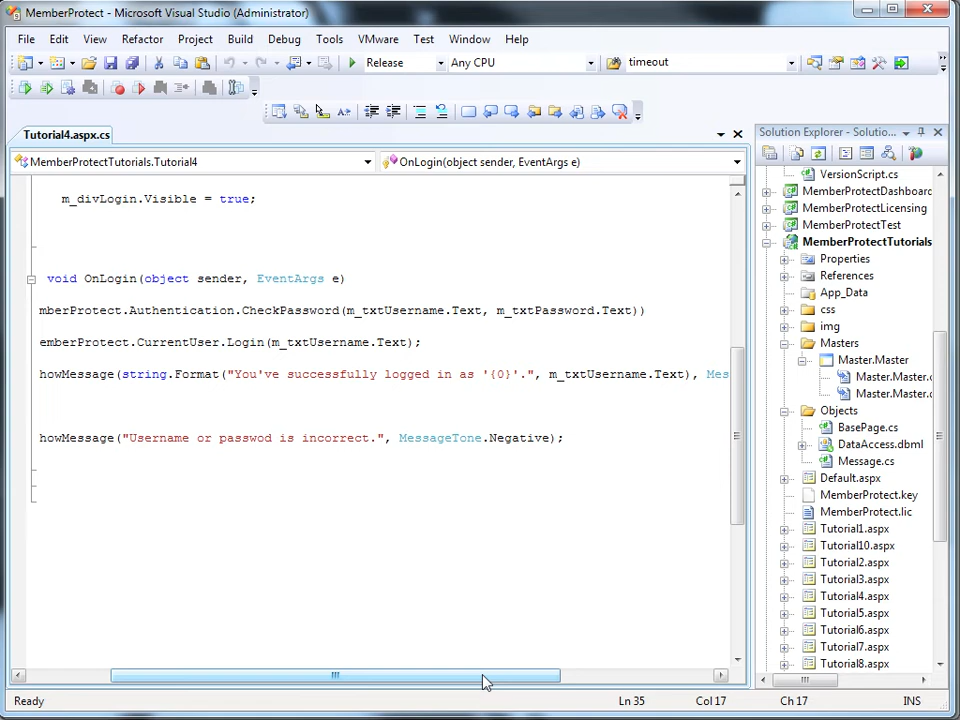 MemberProtect - Microsoft Visual Studio (Administrator)
File Edit View Refactor Project Build Debug Tools VMware Test Window Help
Release Any CPU timeout
Tutorial4.aspx.cs
MemberProtectTutorials.Tutorial4 OnLogin(object sender, EventArgs e)
m_divLogin.Visible = true;
void OnLogin(object sender, EventArgs e)
mberProtect.Authentication.CheckPassword(m_txtUsername.Text, m_txtPassword.Text))
emberProtect.CurrentUser.Login(m_txtUsername.Text);
howMessage(string.Format("You've successfully logged in as '{0}'.", m_txtUsername.Text), Mes
howMessage("Username or passwod is incorrect.", MessageTone.Negative);
Solution Explorer - Solutio...
VersionScript.cs
MemberProtectDashboard
MemberProtectLicensing
MemberProtectTest
MemberProtectTutorials
Properties
References
App_Data
css
img
Masters
Master.Master
Master.Master.c
Master.Master.c
Objects
BasePage.cs
DataAccess.dbml
Message.cs
Default.aspx
MemberProtect.key
MemberProtect.lic
Tutorial1.aspx
Tutorial10.aspx
Tutorial2.aspx
Tutorial3.aspx
Tutorial4.aspx
Tutorial5.aspx
Tutorial6.aspx
Tutorial7.aspx
Tutorial8.aspx
Ready Ln 35 Col 17 Ch 17 INS